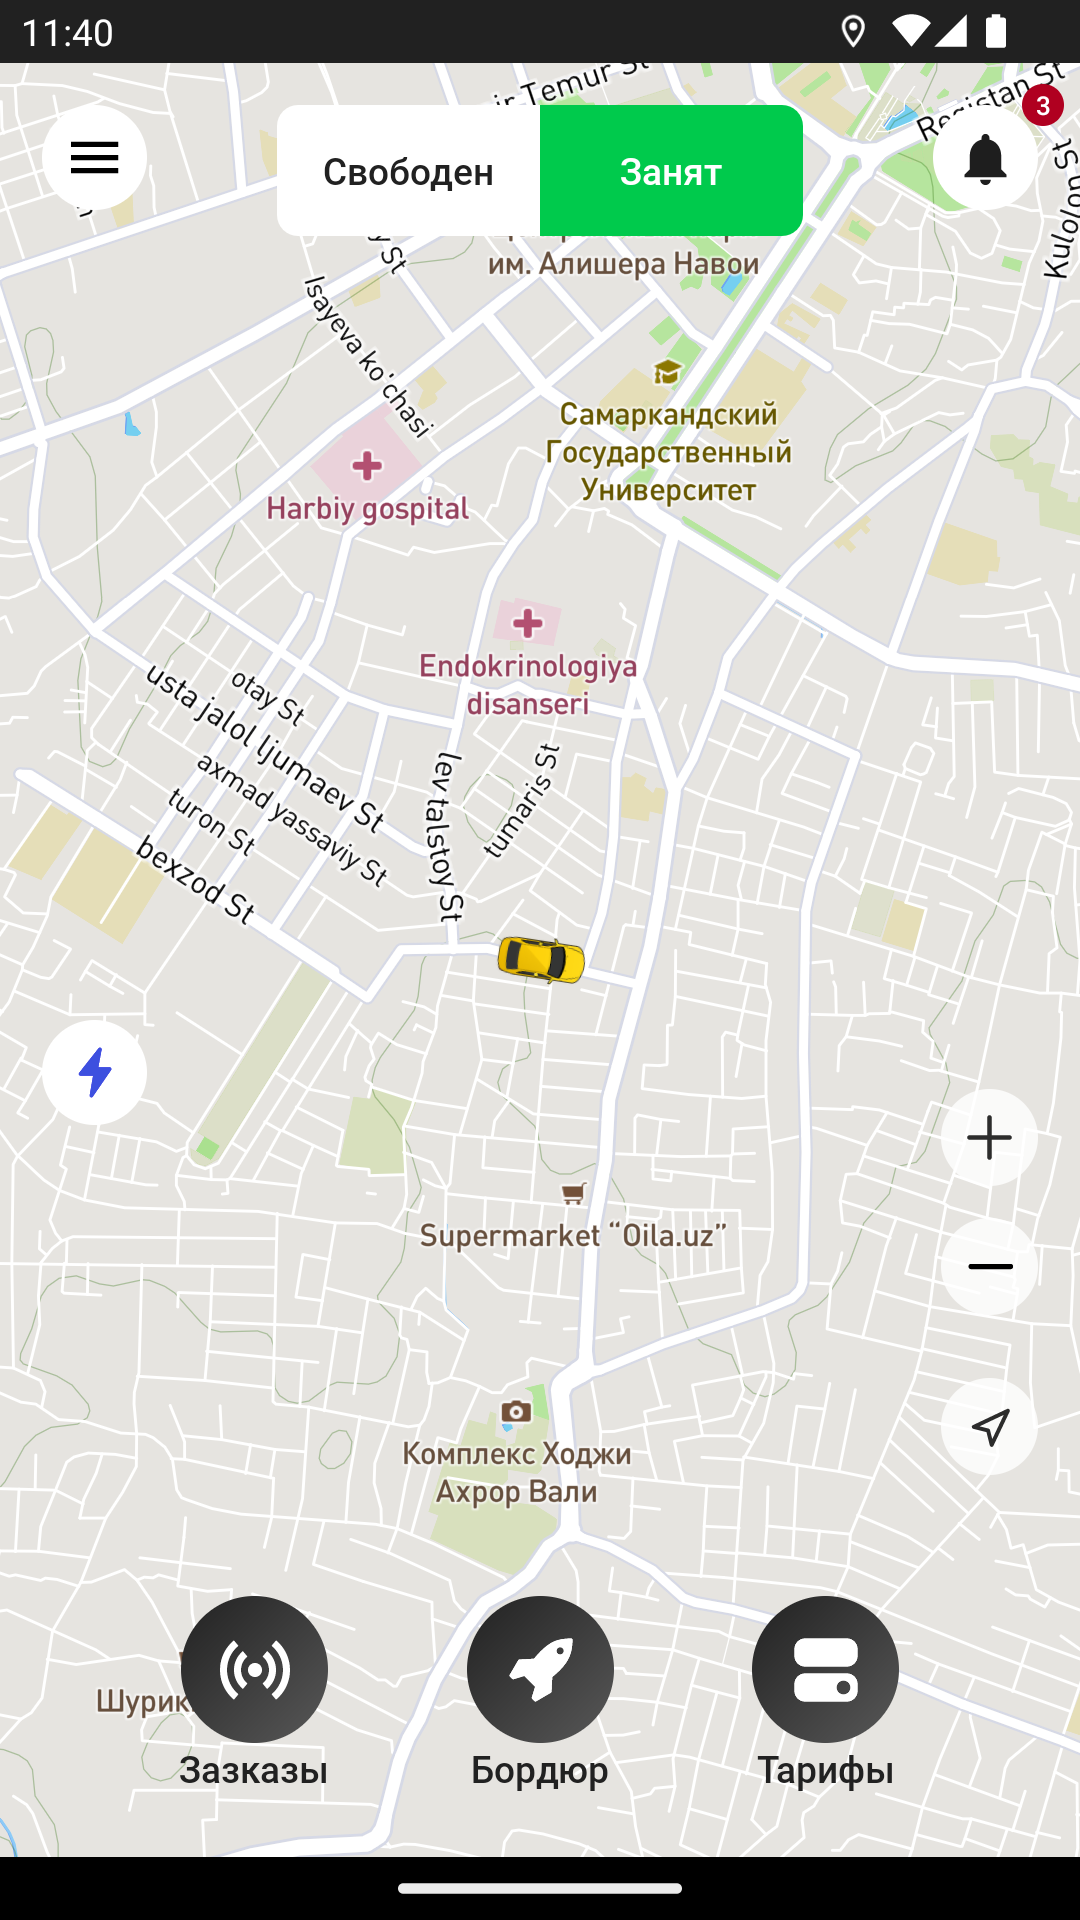 11:40
ir Temur St
Registan St
3
Свободен
Занят
y St
Kulolon St
им. Алишера Навои
Isayeva ko'chasi
Самаркандский
Государственный
Университет
Harbiy gospital
Endokrinologiya
disanseri
otay St
usta jalol ljumaev St
axmad yassaviy St
turon St
bexzod St
lev talstoy St
tumaris St
Supermarket “Oila.uz”
Комплекс Ходжи
Ахрор Вали
Шурик
Зазказы
Бордюр
Тарифы